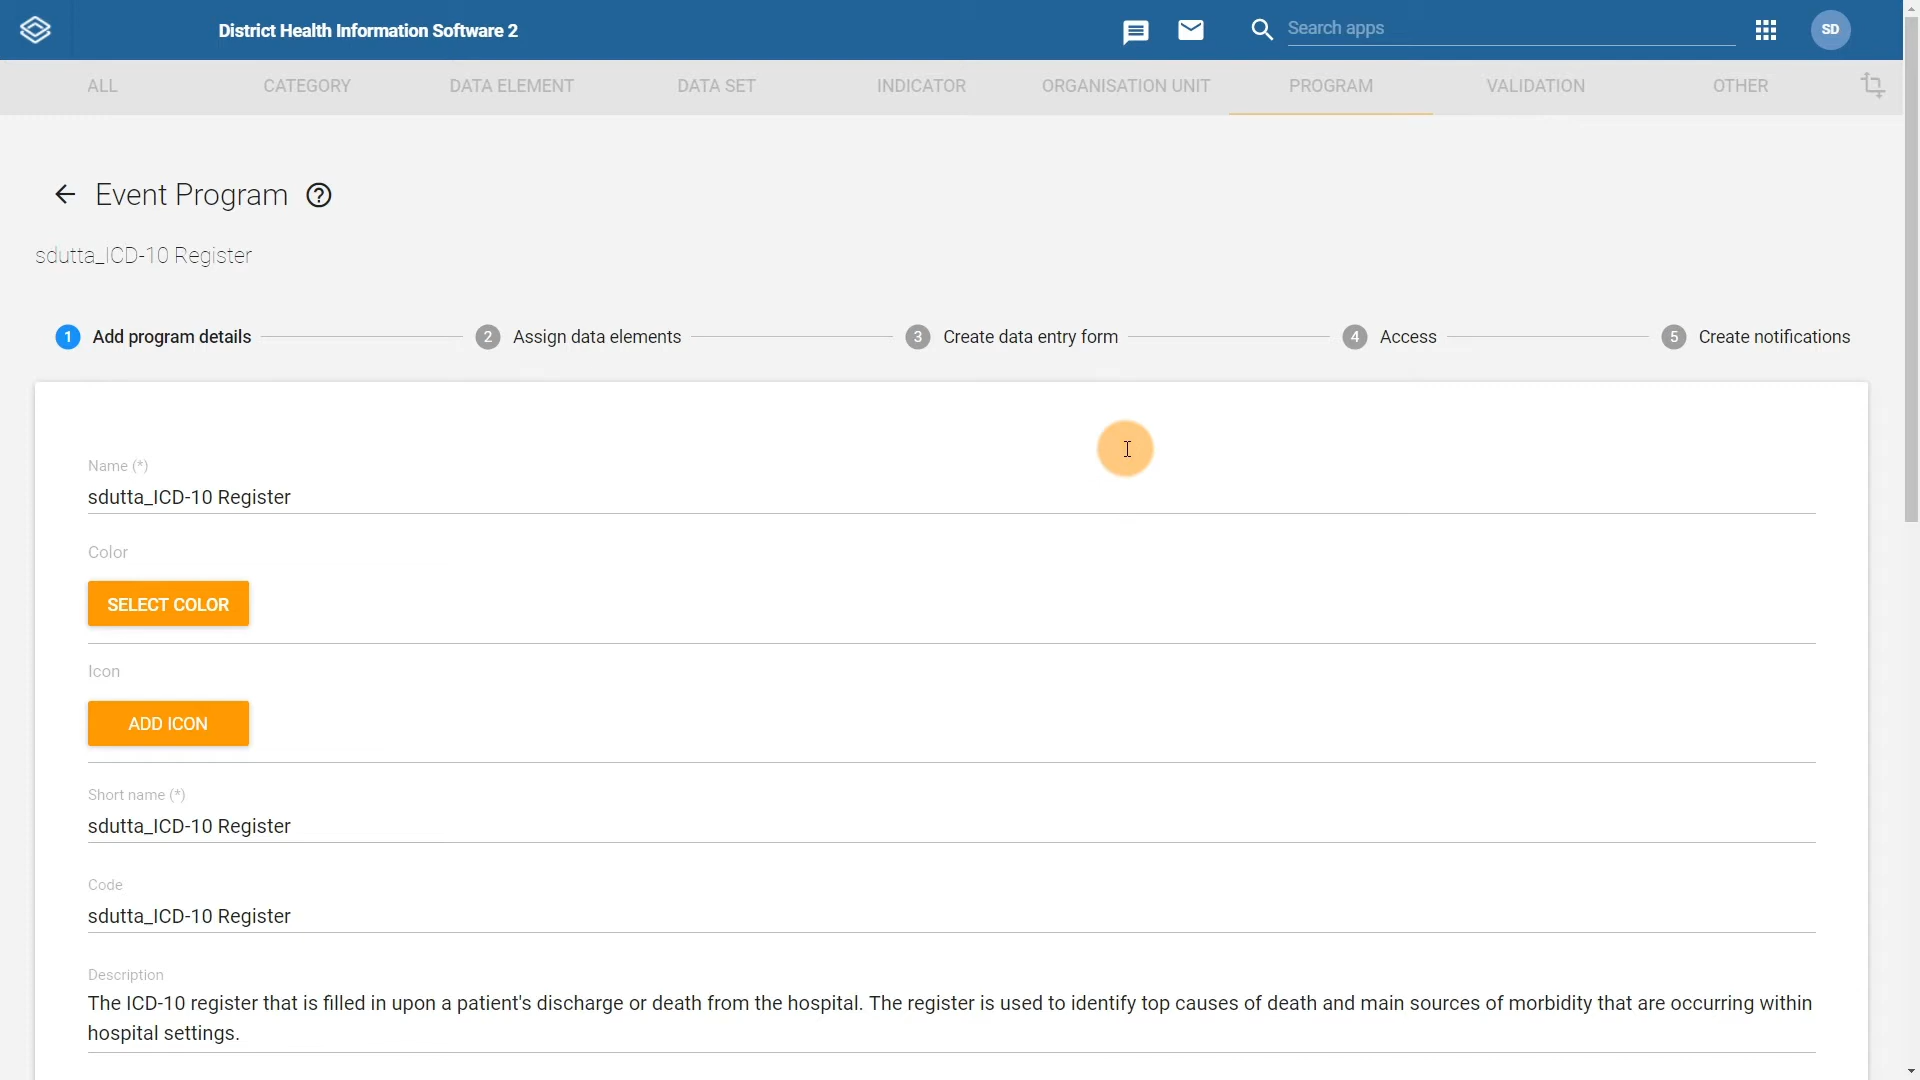 District Health Information Software 2
Search apps
SD
ALL
CATEGORY
DATA ELEMENT
DATA SET
INDICATOR
ORGANISATION UNIT
PROGRAM
VALIDATION
OTHER
Event Program
sdutta_ICD-10 Register
1 Add program details
2 Assign data elements
3 Create data entry form
4 Access
5 Create notifications
Name (*)
sdutta_ICD-10 Register
Color
SELECT COLOR
Icon
ADD ICON
Short name (*)
sdutta_ICD-10 Register
Code
sdutta_ICD-10 Register
Description
The ICD-10 register that is filled in upon a patient's discharge or death from the hospital. The register is used to identify top causes of death and main sources of morbidity that are occurring within
hospital settings.